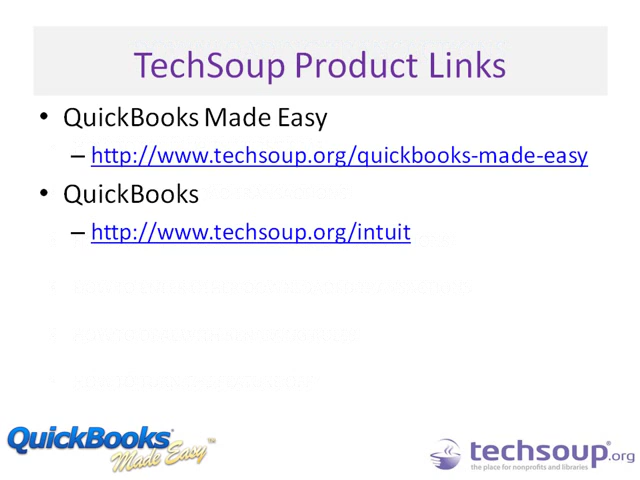 TechSoup Product Links
• QuickBooks Made Easy
– http://www.techsoup.org/quickbooks-made-easy
• QuickBooks
– http://www.techsoup.org/intuit
QuickBooks
Made Easy™
techsoup®.org
the place for nonprofits and libraries